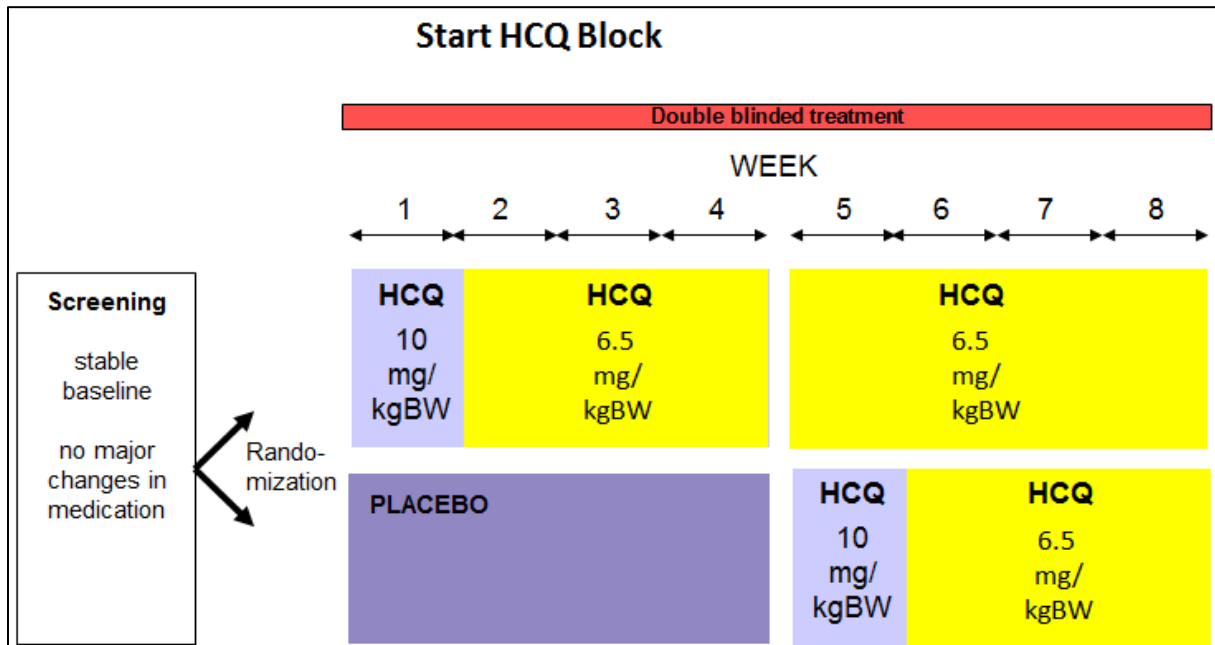 Start HCQ Block
Double blinded treatment
WEEK
1 2 3 4 5 6 7 8
Screening
stable
baseline
no major
changes in
medication
Rando-
mization
HCQ
10
mg/
kgBW
HCQ
6.5
mg/
kgBW
HCQ
6.5
mg/
kgBW
PLACEBO
HCQ
10
mg/
kgBW
HCQ
6.5
mg/
kgBW